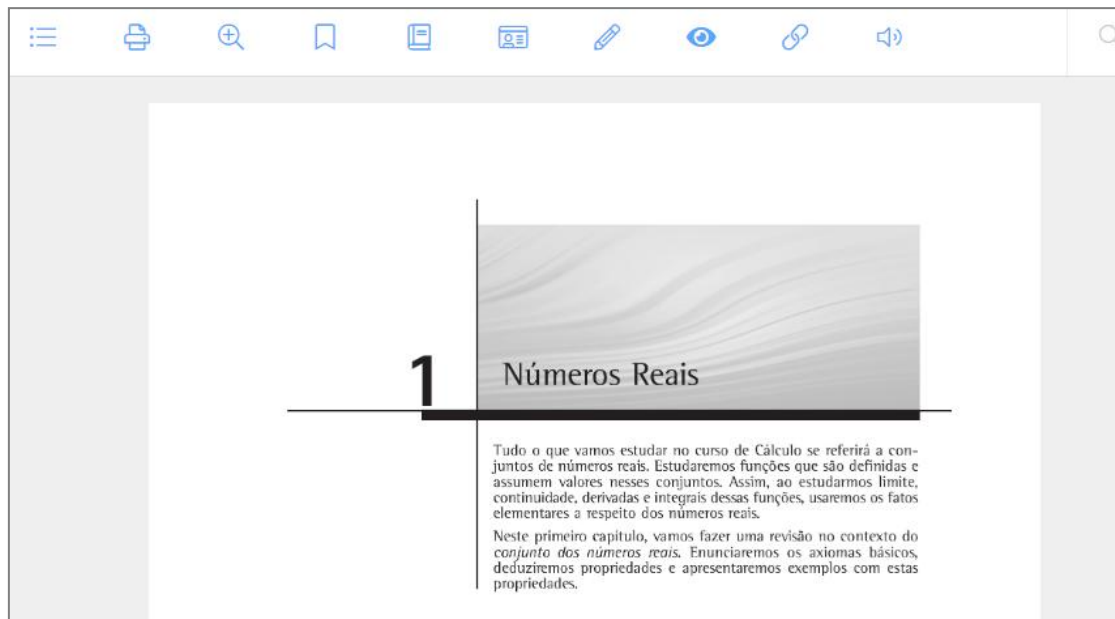 1
Números Reais
Tudo o que vamos estudar no curso de Cálculo se referirá a con-
juntos de números reais. Estudaremos funções que são definidas e
assumem valores nesses conjuntos. Assim, ao estudarmos limite,
continuidade, derivadas e integrais dessas funções, usaremos os fatos
elementares a respeito dos números reais.
Neste primeiro capítulo, vamos fazer uma revisão no contexto do
conjunto dos números reais. Enunciaremos os axiomas básicos,
deduziremos propriedades e apresentaremos exemplos com estas
propriedades.